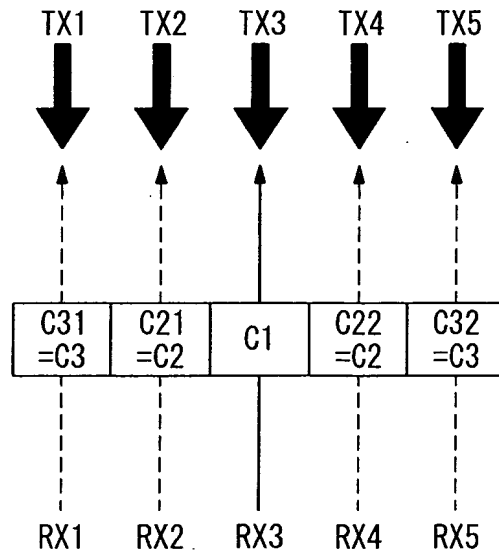 TX1 TX2 TX3 TX4 TX5
C31 =C3 C21 =C2 C1 C22 =C2 C32 =C3
RX1 RX2 RX3 RX4 RX5